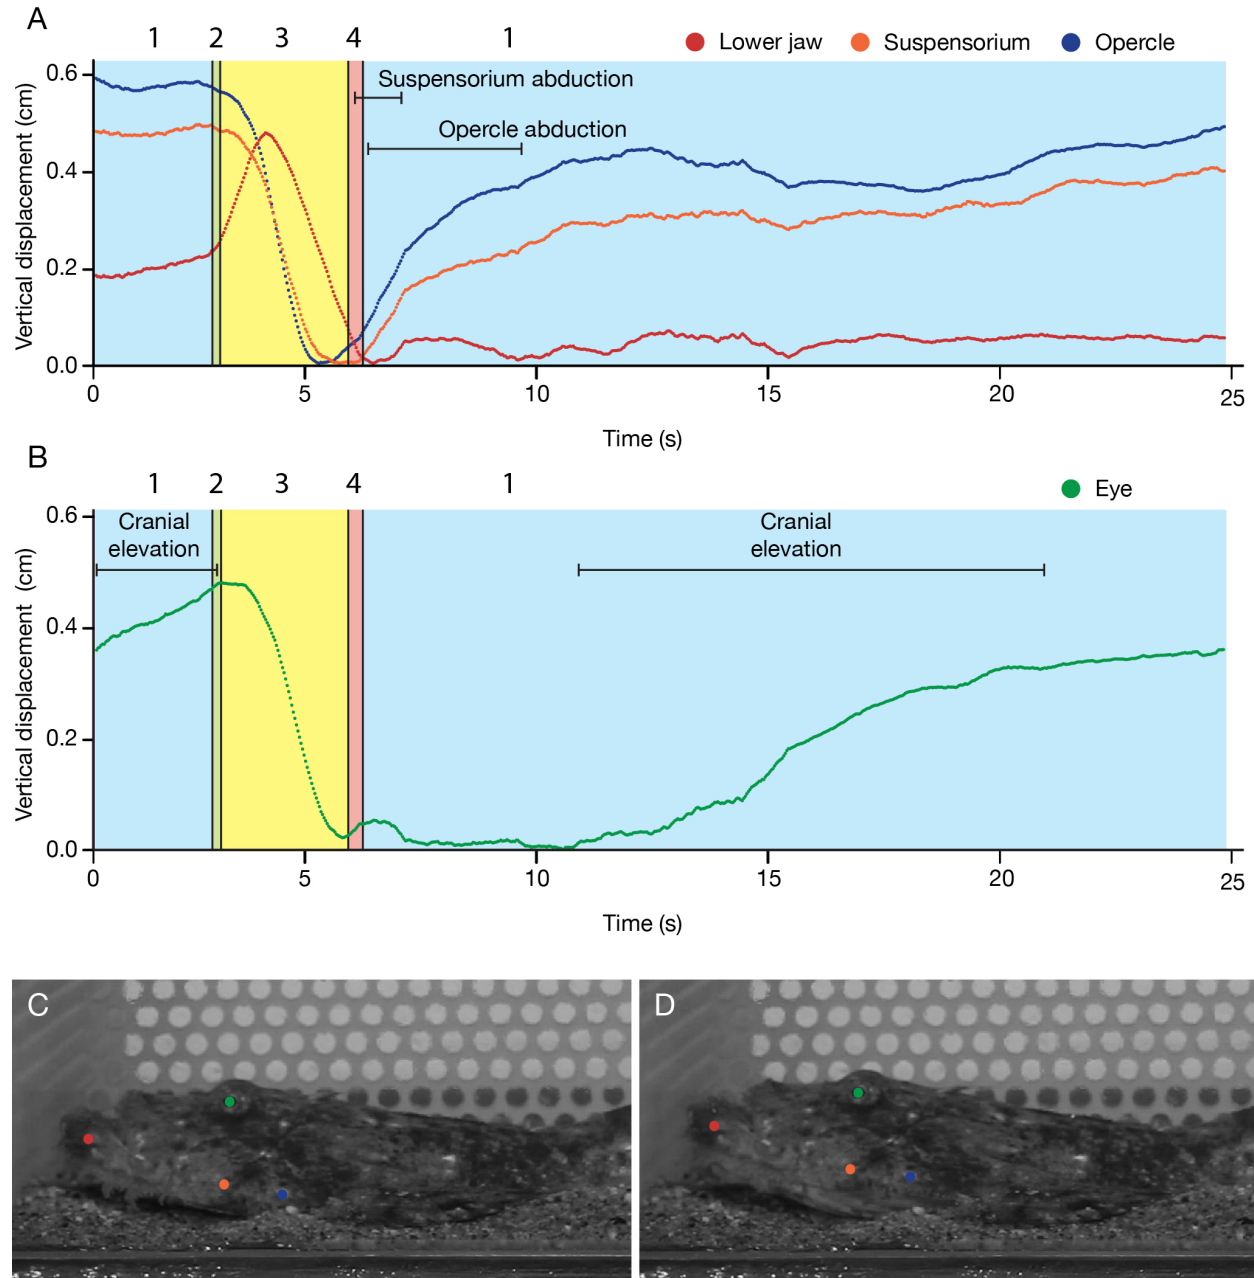 A
1 2 3 4 1
Lower jaw Suspensorium Opercle
Suspensorium abduction
Opercle abduction
Vertical displacement (cm)
0.6
0.4
0.2
0.0
0 5 10 15 20 25
Time (s)
B
1 2 3 4 1
Eye
Cranial
elevation
Cranial
elevation
Vertical displacement (cm)
0.6
0.4
0.2
0.0
0 5 10 15 20 25
Time (s)
C
D